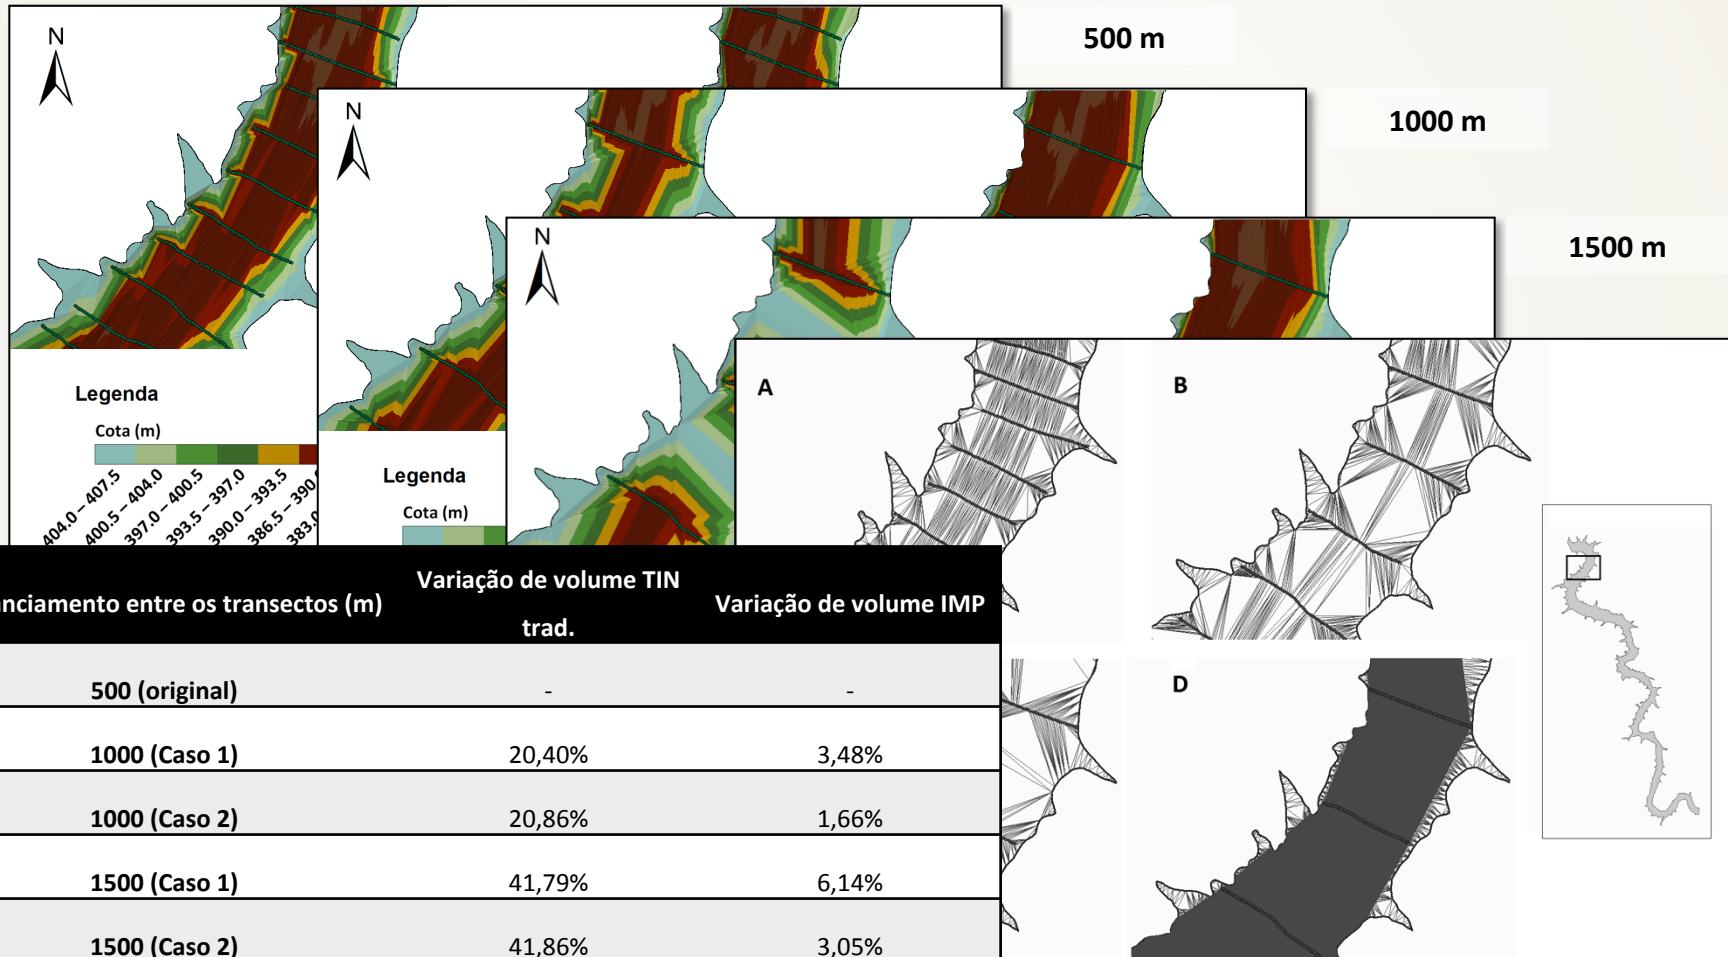 500 m
1000 m
1500 m
N
N
N
Legenda
Cota (m)
404.0 – 407.5
400.5 – 404.0
397.0 – 400.5
393.5 – 397.0
390.0 – 393.5
386.5 – 390.
383.0
Legenda
Cota (m)
A
B
D
nciamento entre os transectos (m)
Variação de volume TIN
trad.
Variação de volume IMP
500 (original) - -
1000 (Caso 1) 20,40% 3,48%
1000 (Caso 2) 20,86% 1,66%
1500 (Caso 1) 41,79% 6,14%
1500 (Caso 2) 41,86% 3,05%